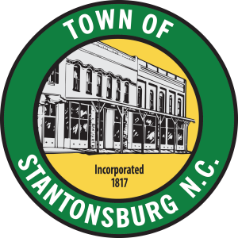 TOWN OF
Incorporated
1817
STANTONSBURG N.C.